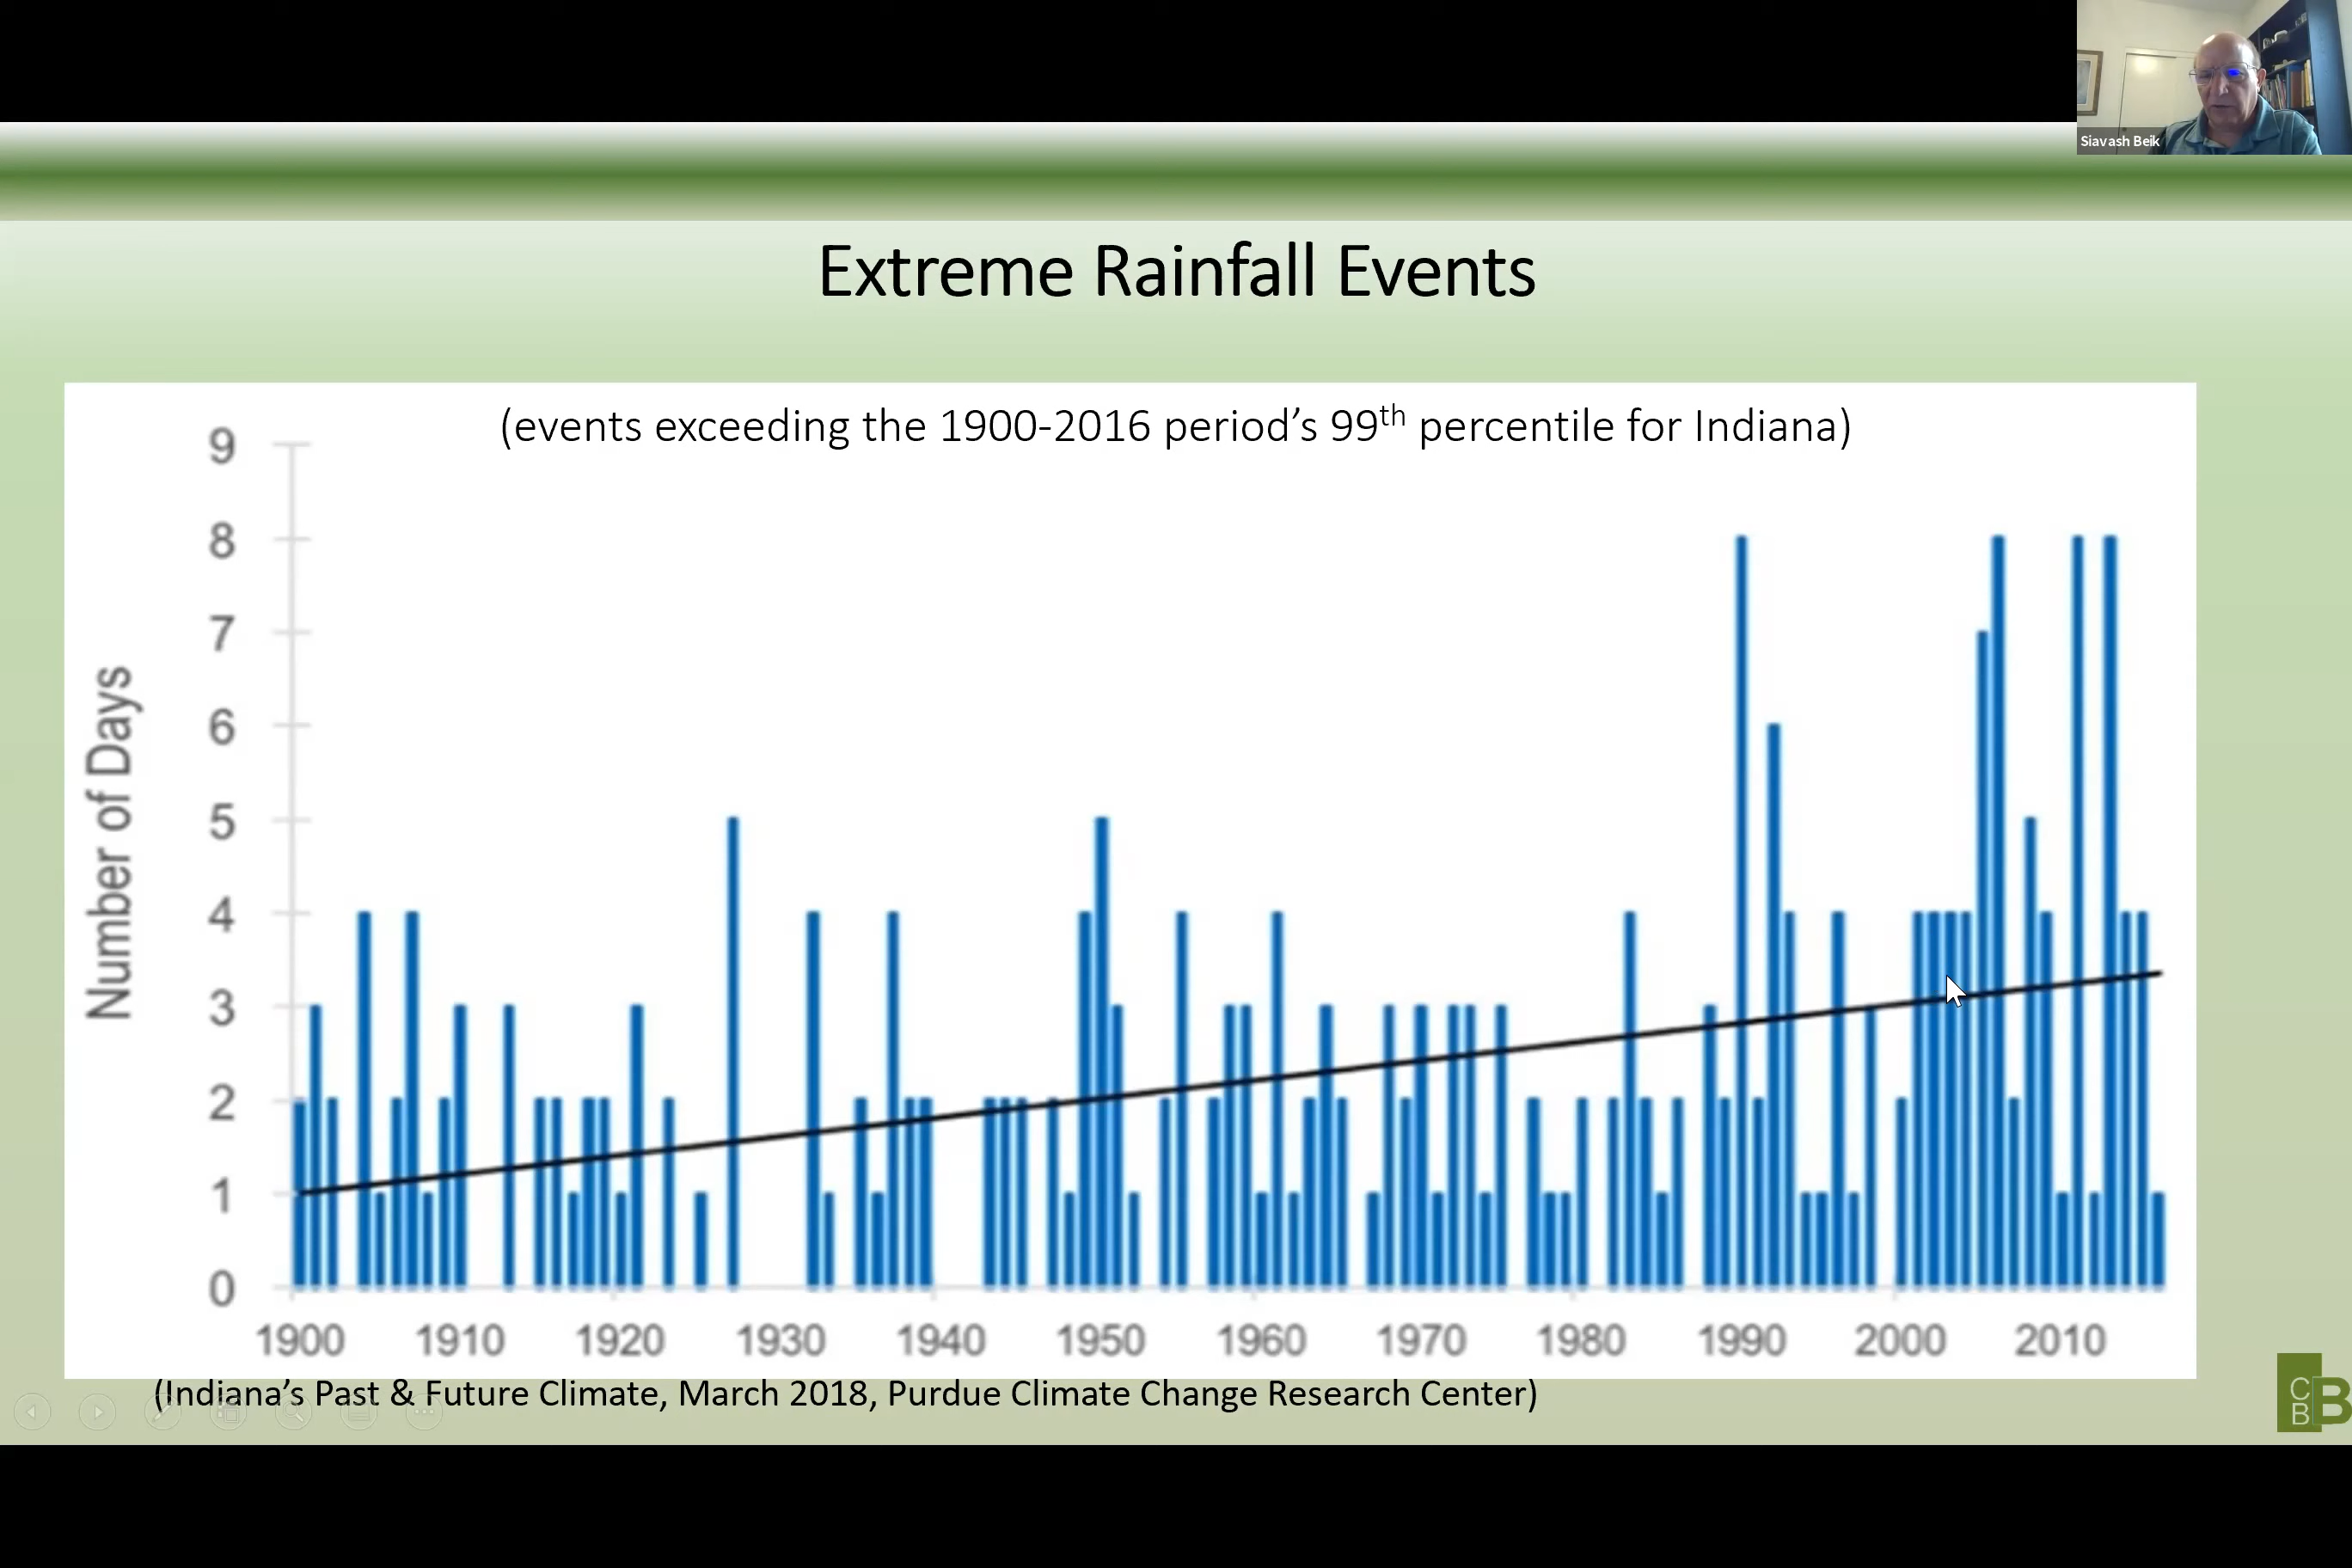 Siavash Beik
Extreme Rainfall Events
(events exceeding the 1900-2016 period’s 99th percentile for Indiana)
Number of Days
9
8
7
6
5
4
3
2
1
0
1900 1910 1920 1930 1940 1950 1960 1970 1980 1990 2000 2010
(Indiana’s Past & Future Climate, March 2018, Purdue Climate Change Research Center)
CB
B